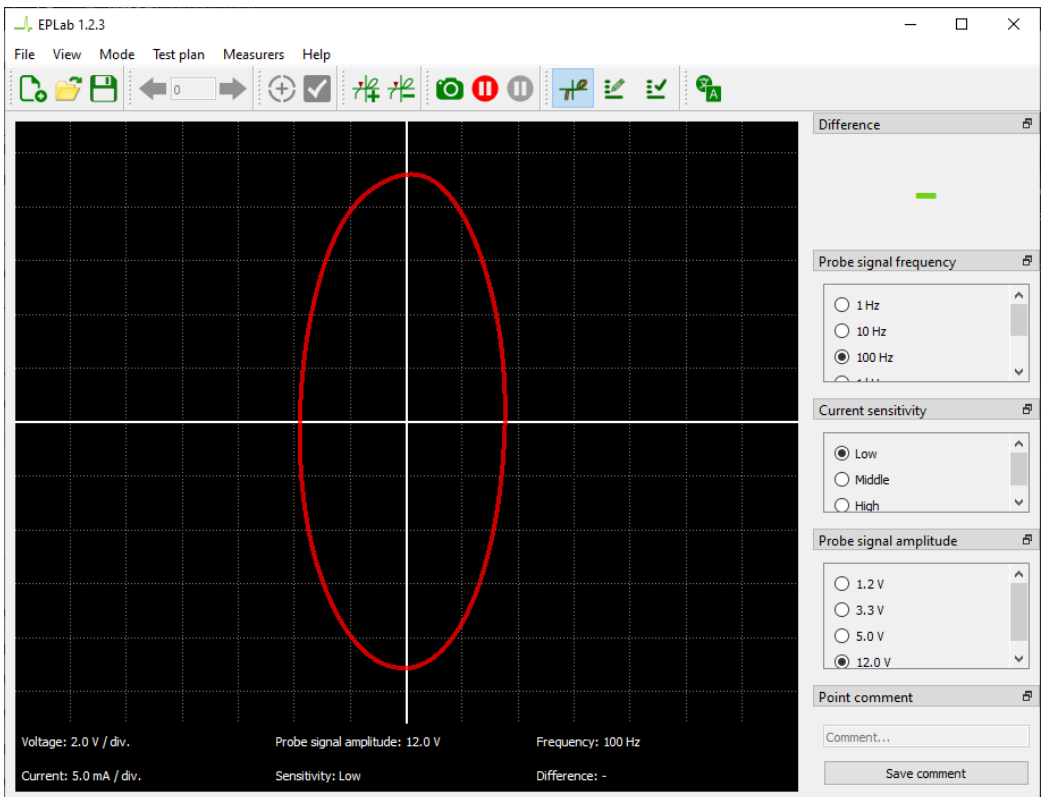 EPLab 1.2.3
File View Mode Test plan Measurers Help
0
Difference
-
Probe signal frequency
1 Hz
10 Hz
100 Hz
Current sensitivity
Low
Middle
High
Probe signal amplitude
1.2 V
3.3 V
5.0 V
12.0 V
Point comment
Comment...
Save comment
Voltage: 2.0 V / div. Probe signal amplitude: 12.0 V Frequency: 100 Hz
Current: 5.0 mA / div. Sensitivity: Low Difference: -